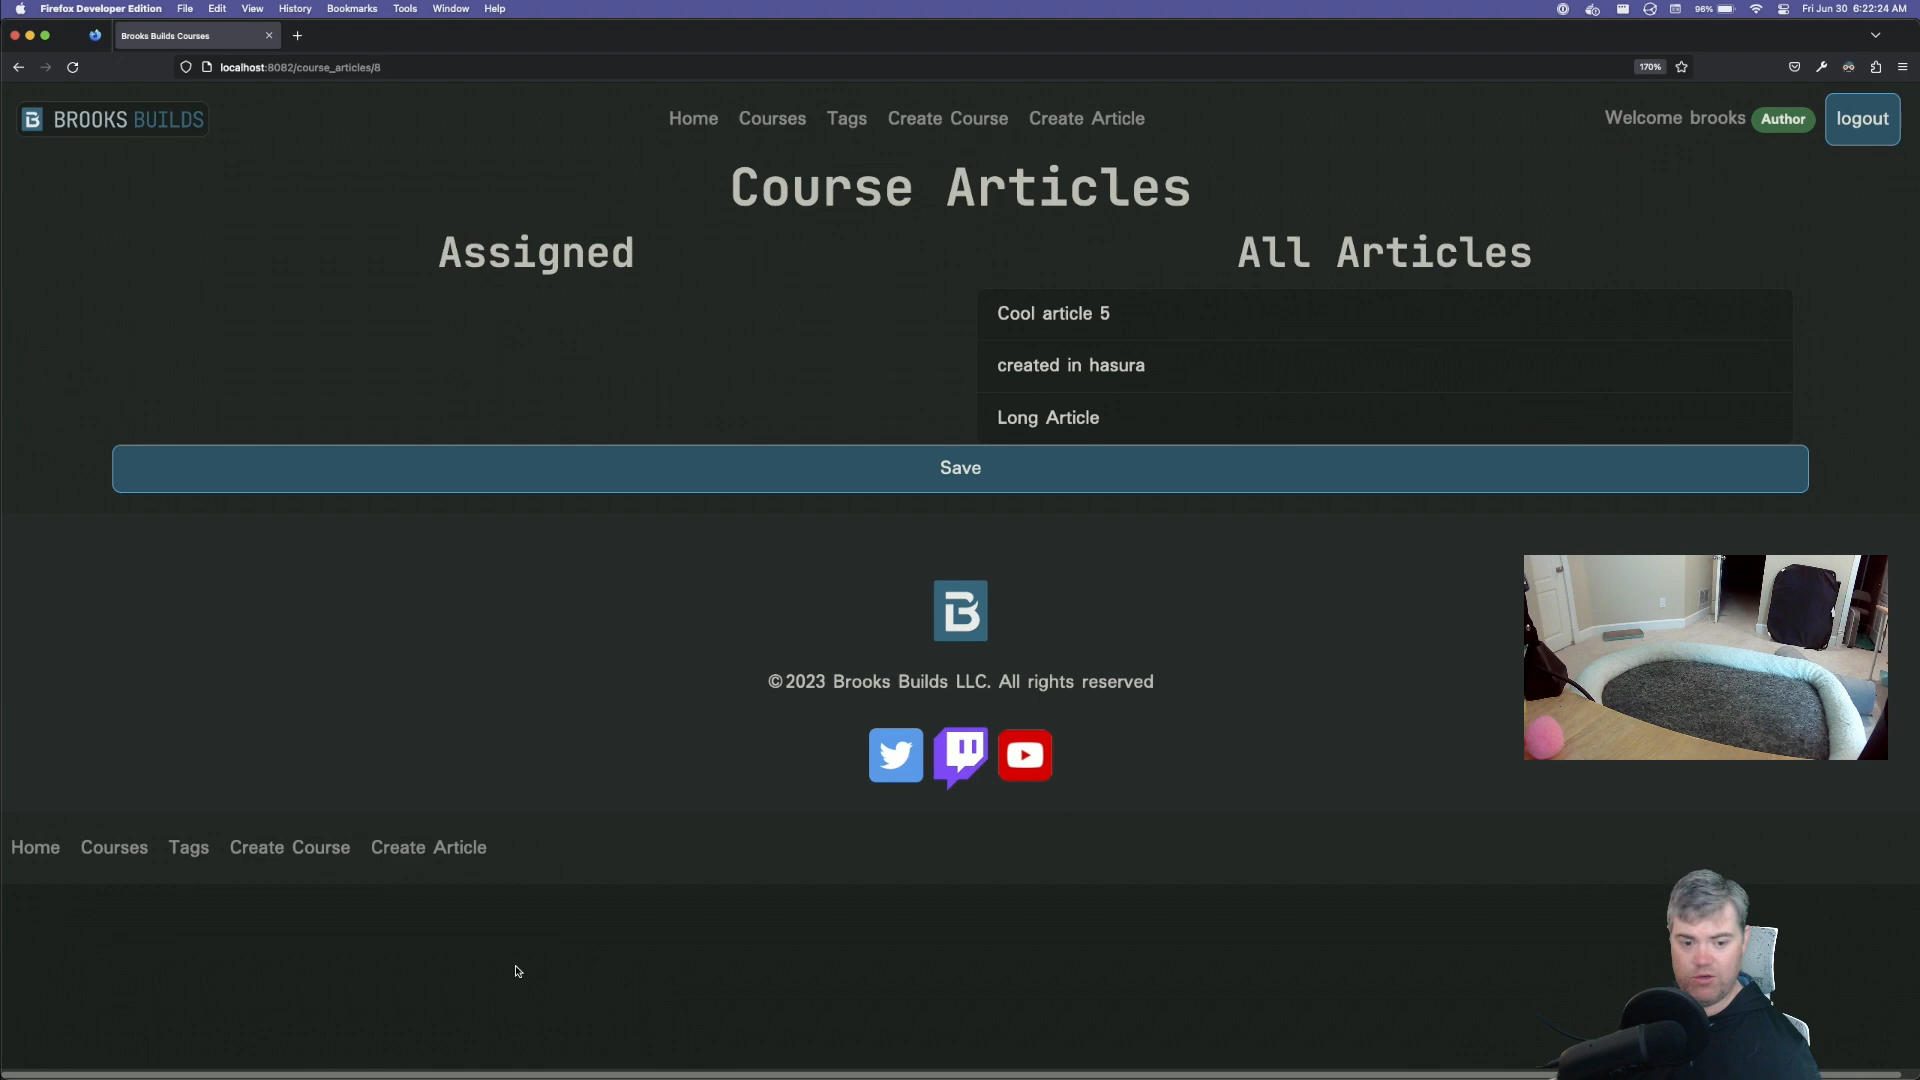 Firefox Developer Edition File Edit View History Bookmarks Tools Window Help 96% Fri Jun 30 6:22:24 AM
Brooks Builds Courses
localhost:8082/course_articles/8 170%
B BROOKS BUILDS Home Courses Tags Create Course Create Article Welcome brooks Author logout
Course Articles
Assigned
All Articles
Cool article 5
created in hasura
Long Article
Save
B
©2023 Brooks Builds LLC. All rights reserved
Home Courses Tags Create Course Create Article